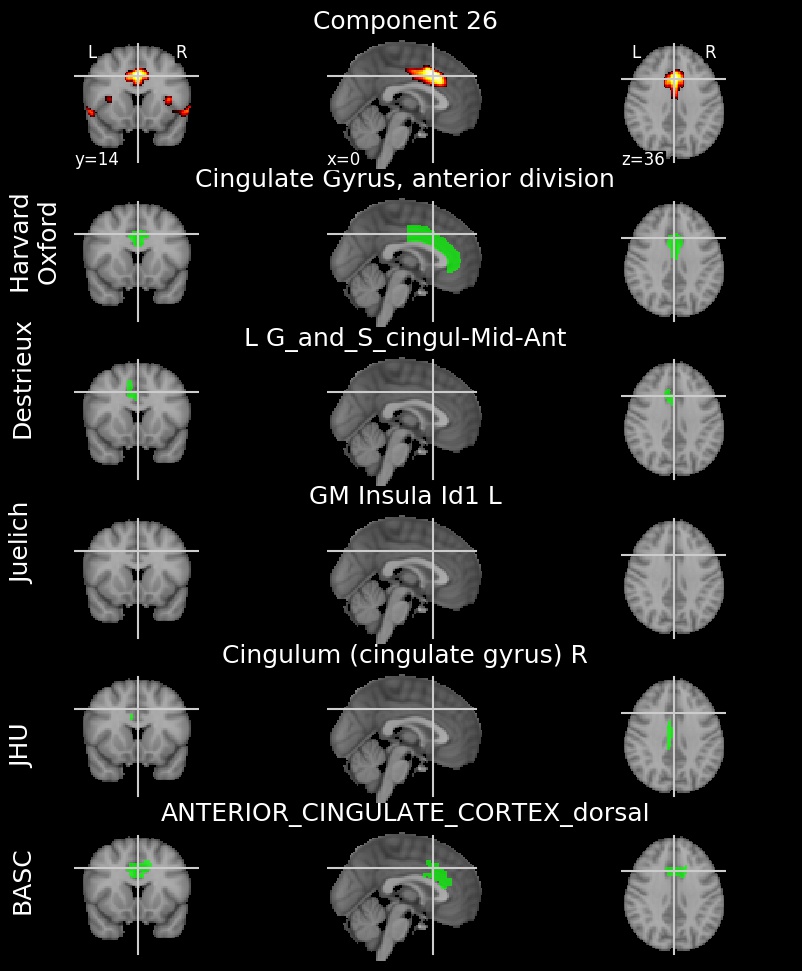 Component 26
L R
L R
y=14
x=0
z=36
Cingulate Gyrus, anterior division
Harvard
Oxford
L G_and_S_cingul-Mid-Ant
Destrieux
GM Insula Id1 L
Juelich
Cingulum (cingulate gyrus) R
JHU
ANTERIOR_CINGULATE_CORTEX_dorsal
BASC